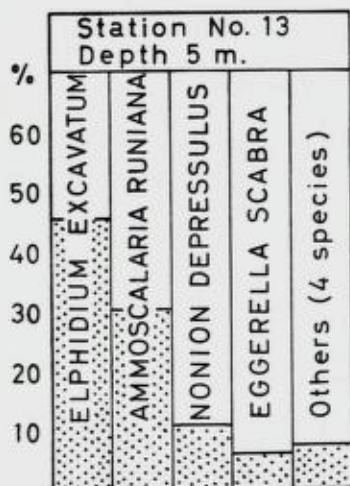 Station No. 13
Depth 5 m.
%
60
50
40
30
20
10
ELPHIDIUM EXCAVATUM
AMMOSCALARIA RUNIANA
NONION DEPRESSULUS
EGGERELLA SCABRA
Others (4 species)